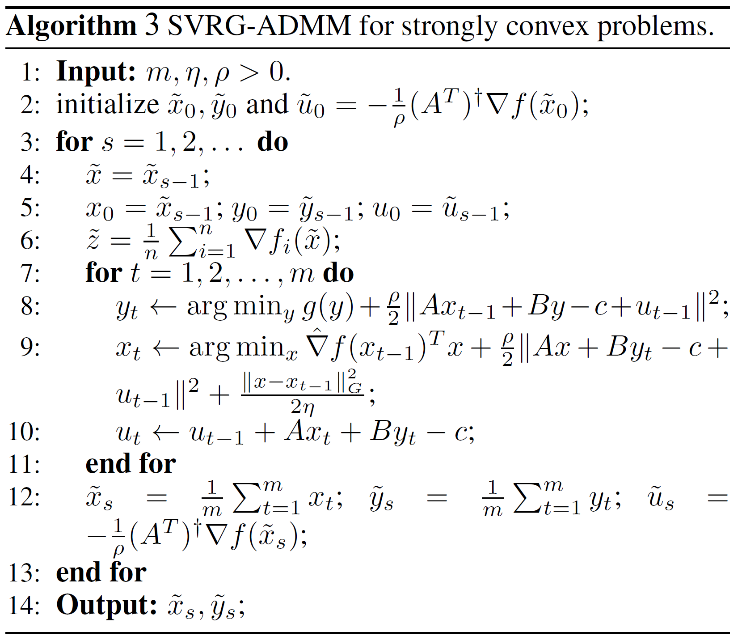 Algorithm 3 SVRG-ADMM for strongly convex problems.
1: Input: $m, \eta, \rho > 0$.
2: initialize $\tilde{x}_0, \tilde{y}_0$ and $\tilde{u}_0 = -\frac{1}{\rho}(A^T)^\dagger \nabla f(\tilde{x}_0)$;
3: for $s = 1, 2, \ldots$ do
4: $\tilde{x} = \tilde{x}_{s-1}$;
5: $x_0 = \tilde{x}_{s-1}$; $y_0 = \tilde{y}_{s-1}$; $u_0 = \tilde{u}_{s-1}$;
6: $\tilde{z} = \frac{1}{n} \sum_{i=1}^{n} \nabla f_i(\tilde{x})$;
7: for $t = 1, 2, \ldots, m$ do
8: $y_t \leftarrow \arg\min_y g(y) + \frac{\rho}{2} \|Ax_{t-1} + By - c + u_{t-1}\|^2$;
9: $x_t \leftarrow \arg\min_x \hat{\nabla} f(x_{t-1})^T x + \frac{\rho}{2} \|Ax + By_t - c +$
$u_{t-1}\|^2 + \frac{\|x - x_{t-1}\|_G^2}{2\eta}$;
10: $u_t \leftarrow u_{t-1} + Ax_t + By_t - c$;
11: end for
12: $\tilde{x}_s = \frac{1}{m} \sum_{t=1}^{m} x_t$; $\tilde{y}_s = \frac{1}{m} \sum_{t=1}^{m} y_t$; $\tilde{u}_s =$
$-\frac{1}{\rho}(A^T)^\dagger \nabla f(\tilde{x}_s)$;
13: end for
14: Output: $\tilde{x}_s, \tilde{y}_s$;